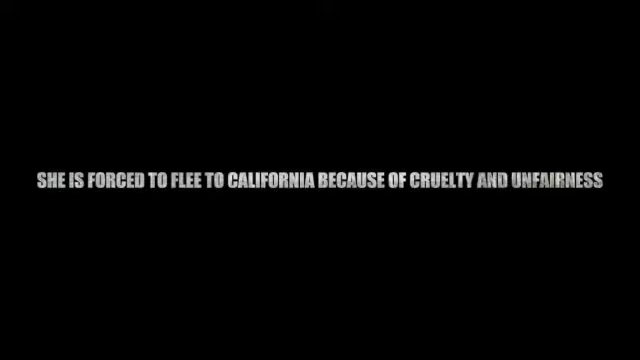 SHE IS FORCED TO FLEE TO CALIFORNIA BECAUSE OF CRUELTY AND UNFAIRNESS